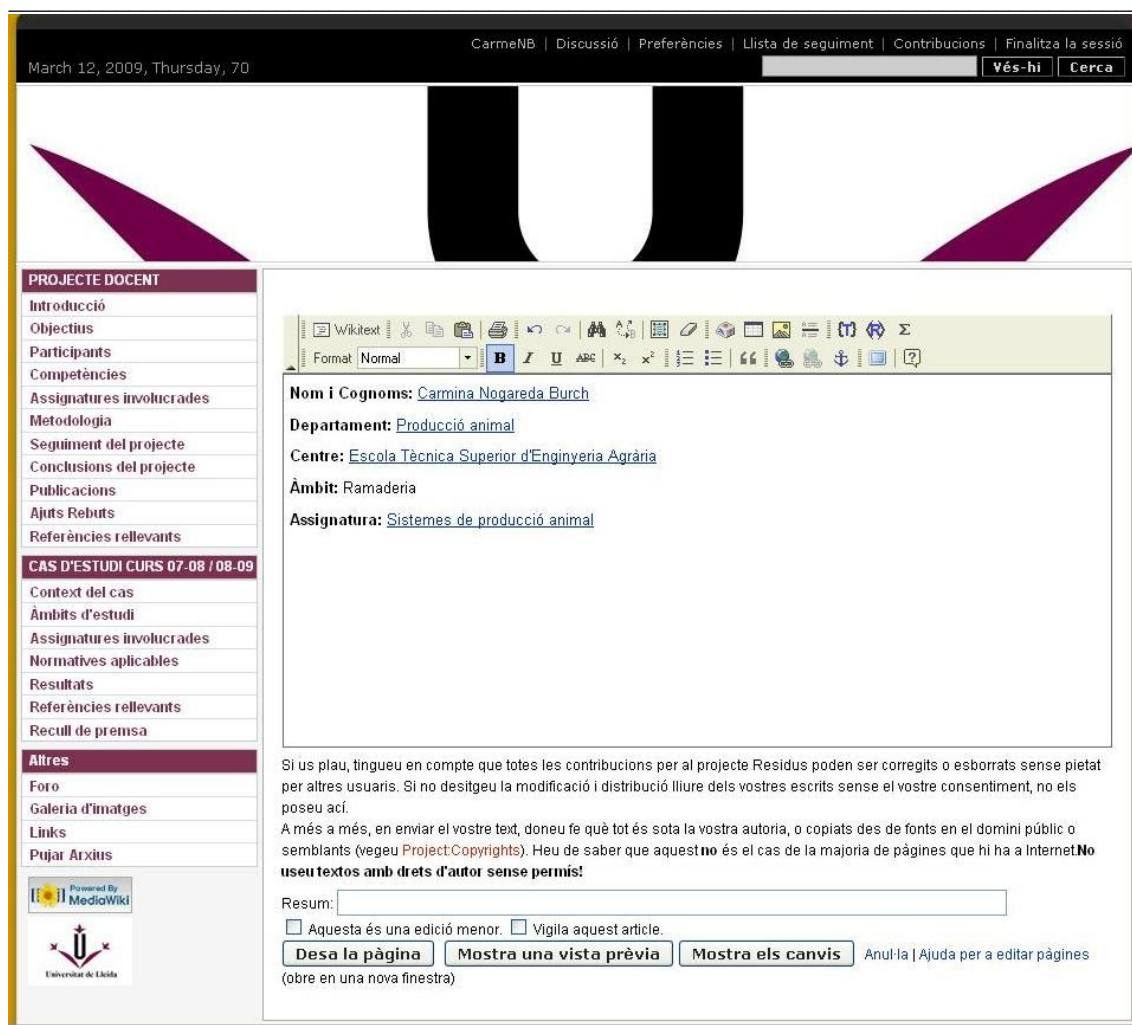 CarmeNB | Discussió | Preferències | Llista de seguiment | Contribucions | Finalitza la sessió
March 12, 2009, Thursday, 70
Vés-hi Cerca
PROJECTE DOCENT
Introducció
Objectius
Participants
Competències
Assignatures involucrades
Metodologia
Seguiment del projecte
Conclusions del projecte
Publicacions
Ajuts Rebuts
Referències rellevants
CAS D'ESTUDI CURS 07-08 / 08-09
Context del cas
Àmbits d'estudi
Assignatures involucrades
Normatives aplicables
Resultats
Referències rellevants
Recull de premsa
Altres
Foro
Galeria d'imatges
Links
Pujar Arxius
Powered By
MediaWiki
Universitat de Lleida
Wikitext
Format Normal
B I U ABC x₂ x²
Nom i Cognoms: Carmina Nogareda Burch
Departament: Producció animal
Centre: Escola Tècnica Superior d'Enginyeria Agrària
Àmbit: Ramaderia
Assignatura: Sistemes de producció animal
Si us plau, tingueu en compte que totes les contribucions per al projecte Residus poden ser corregits o esborrats sense pietat
per altres usuaris. Si no desitgeu la modificació i distribució lliure dels vostres escrits sense el vostre consentiment, no els
poseu ací.
A més a més, en enviar el vostre text, doneu fe què tot és sota la vostra autoria, o copiats des de fonts en el domini públic o
semblants (vegeu Project:Copyrights). Heu de saber que aquest no és el cas de la majoria de pàgines que hi ha a Internet.No
useu textos amb drets d'autor sense permís!
Resum:
Aquesta és una edició menor. Vigila aquest article.
Desa la pàgina Mostra una vista prèvia Mostra els canvis Anul·la | Ajuda per a editar pàgines
(obre en una nova finestra)